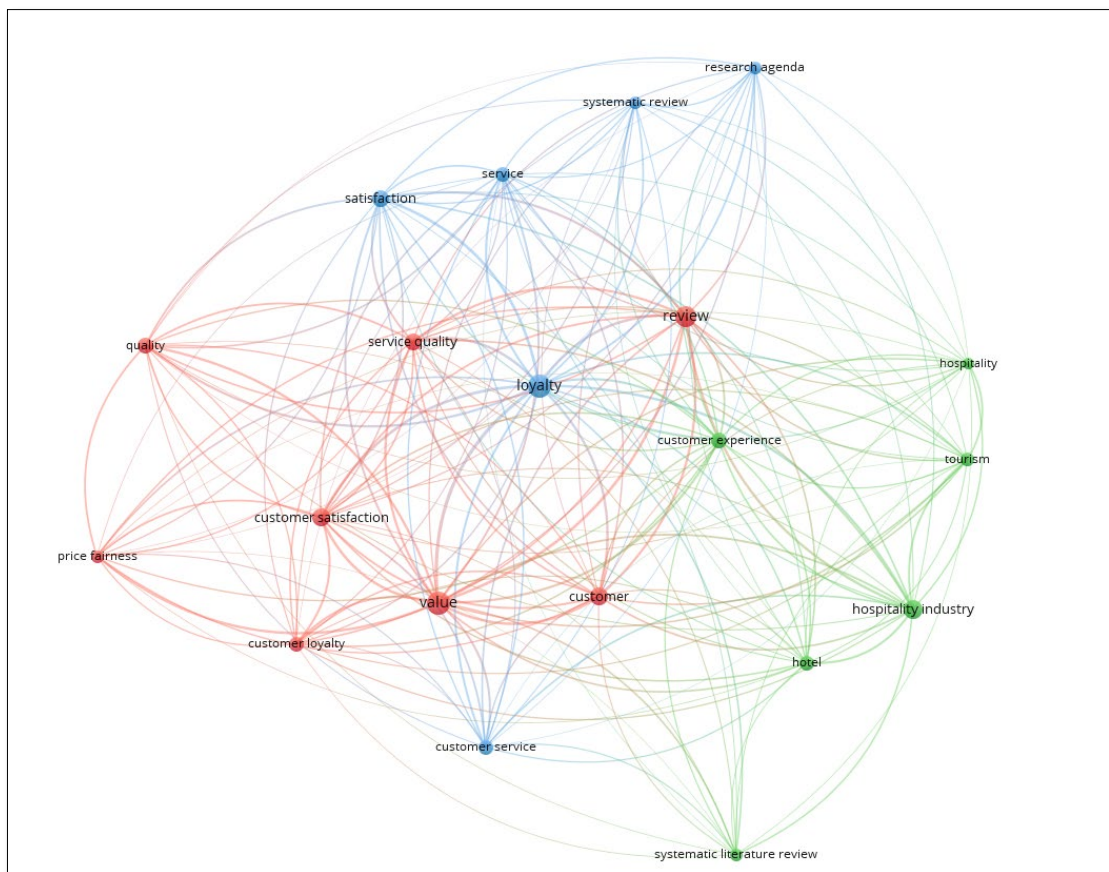 research agenda
systematic review
service
satisfaction
review
service quality
quality
hospitality
loyalty
customer experience
tourism
customer satisfaction
price fairness
customer
value
hospitality industry
customer loyalty
hotel
customer service
systematic literature review